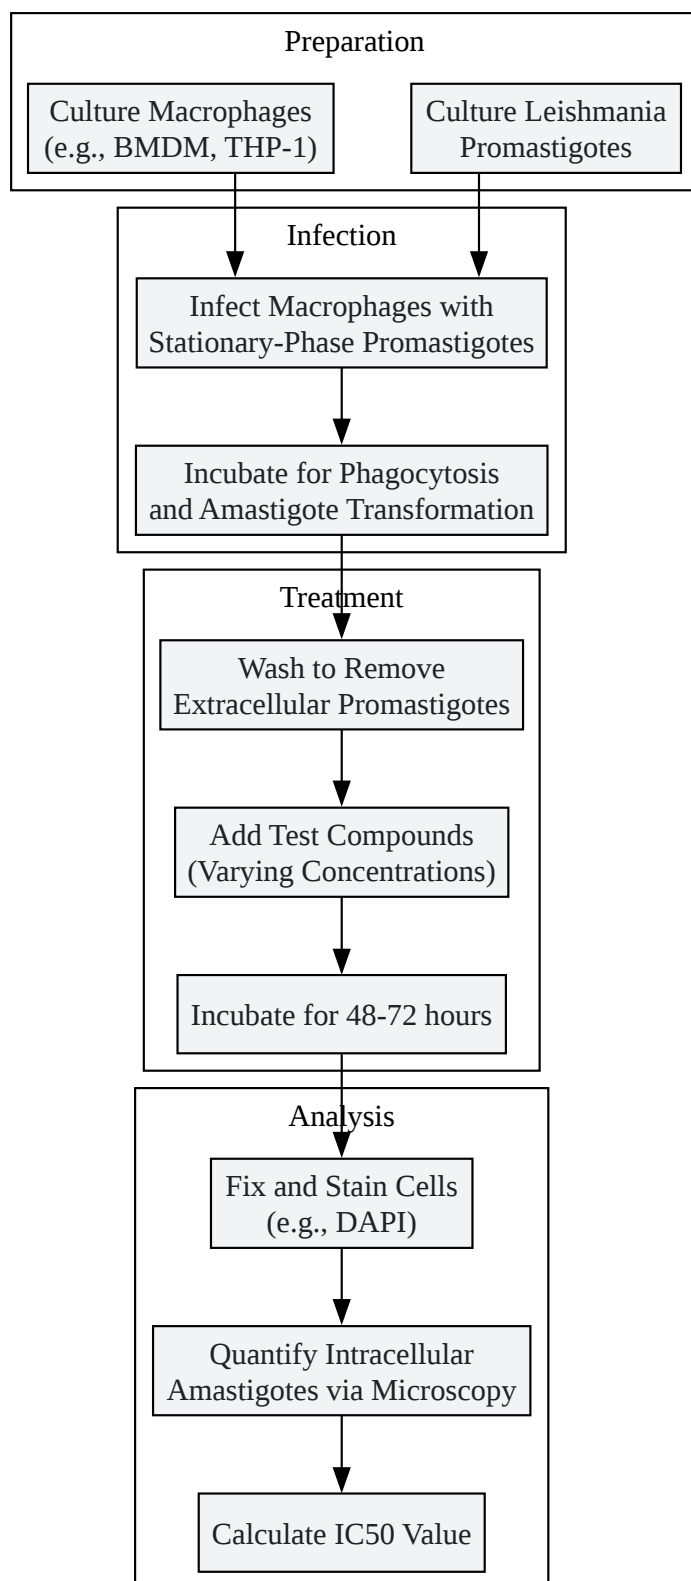 Preparation
Culture Macrophages
(e.g., BMDM, THP-1)
Culture Leishmania
Promastigotes
Infection
Infect Macrophages with
Stationary-Phase Promastigotes
Incubate for Phagocytosis
and Amastigote Transformation
Treatment
Wash to Remove
Extracellular Promastigotes
Add Test Compounds
(Varying Concentrations)
Incubate for 48-72 hours
Analysis
Fix and Stain Cells
(e.g., DAPI)
Quantify Intracellular
Amastigotes via Microscopy
Calculate IC50 Value